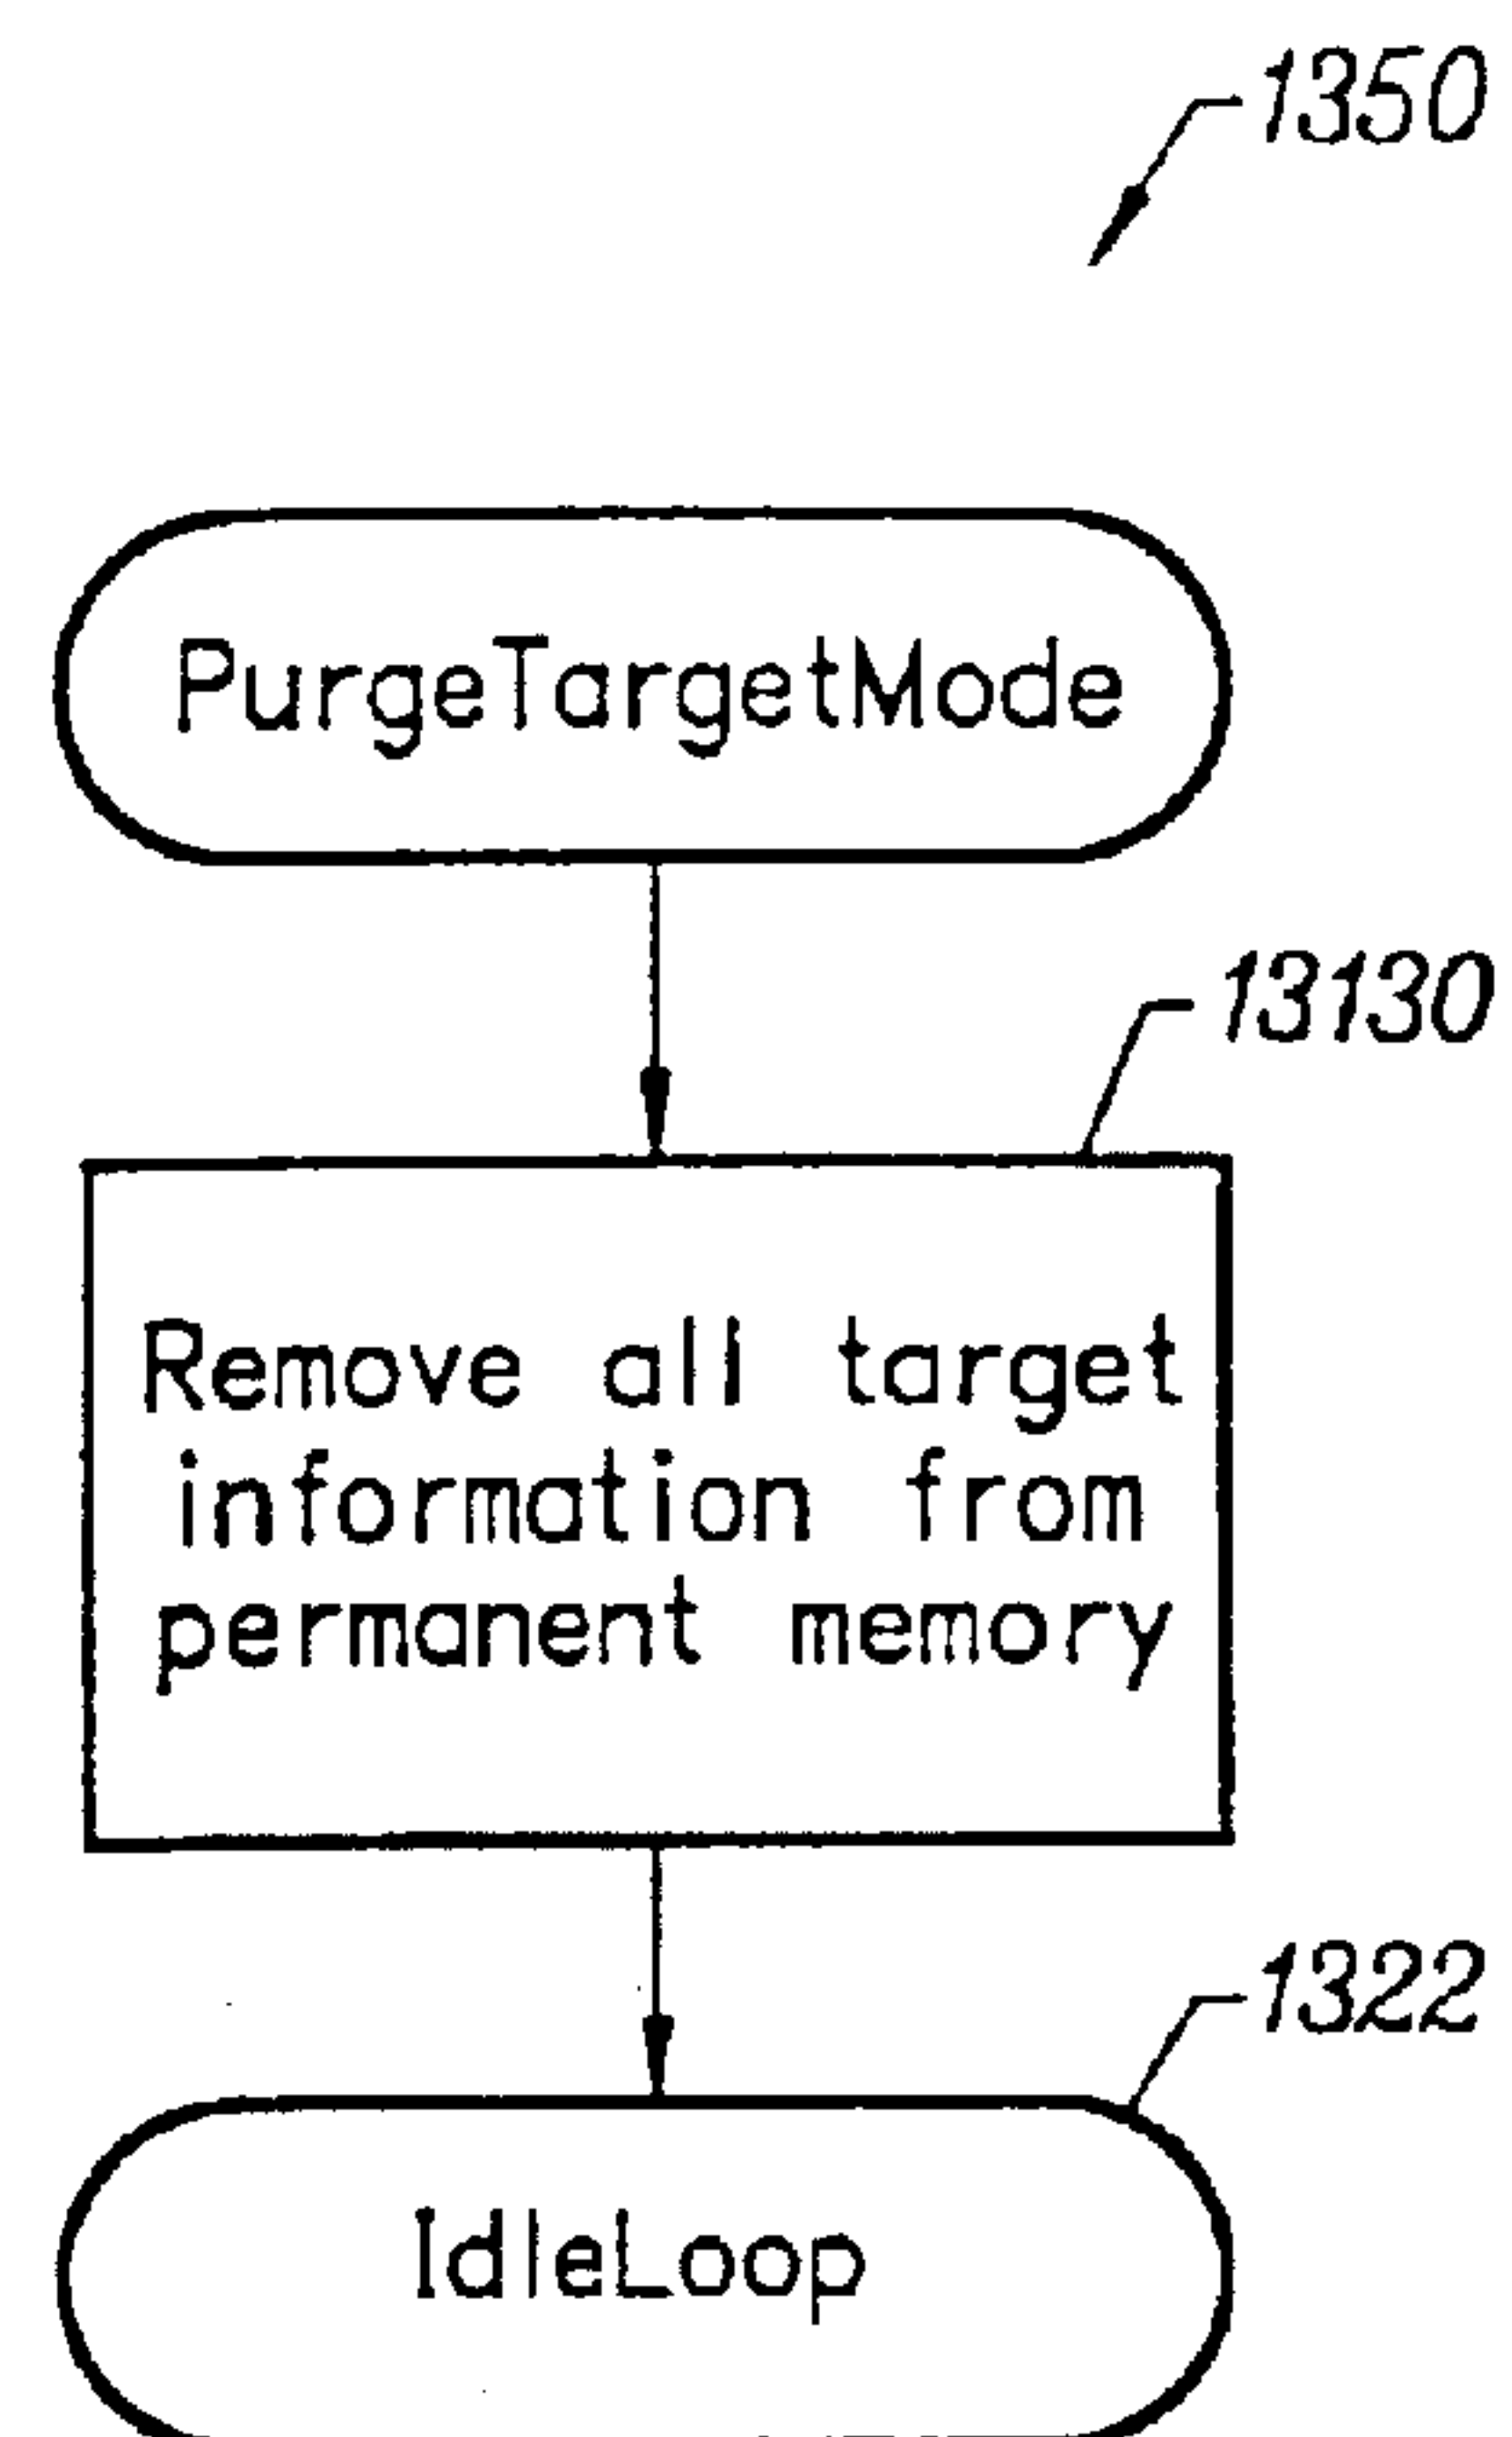 1350
PurgeTargetMode
13130
Remove all target
information from
permanent memory
1322
IdleLoop